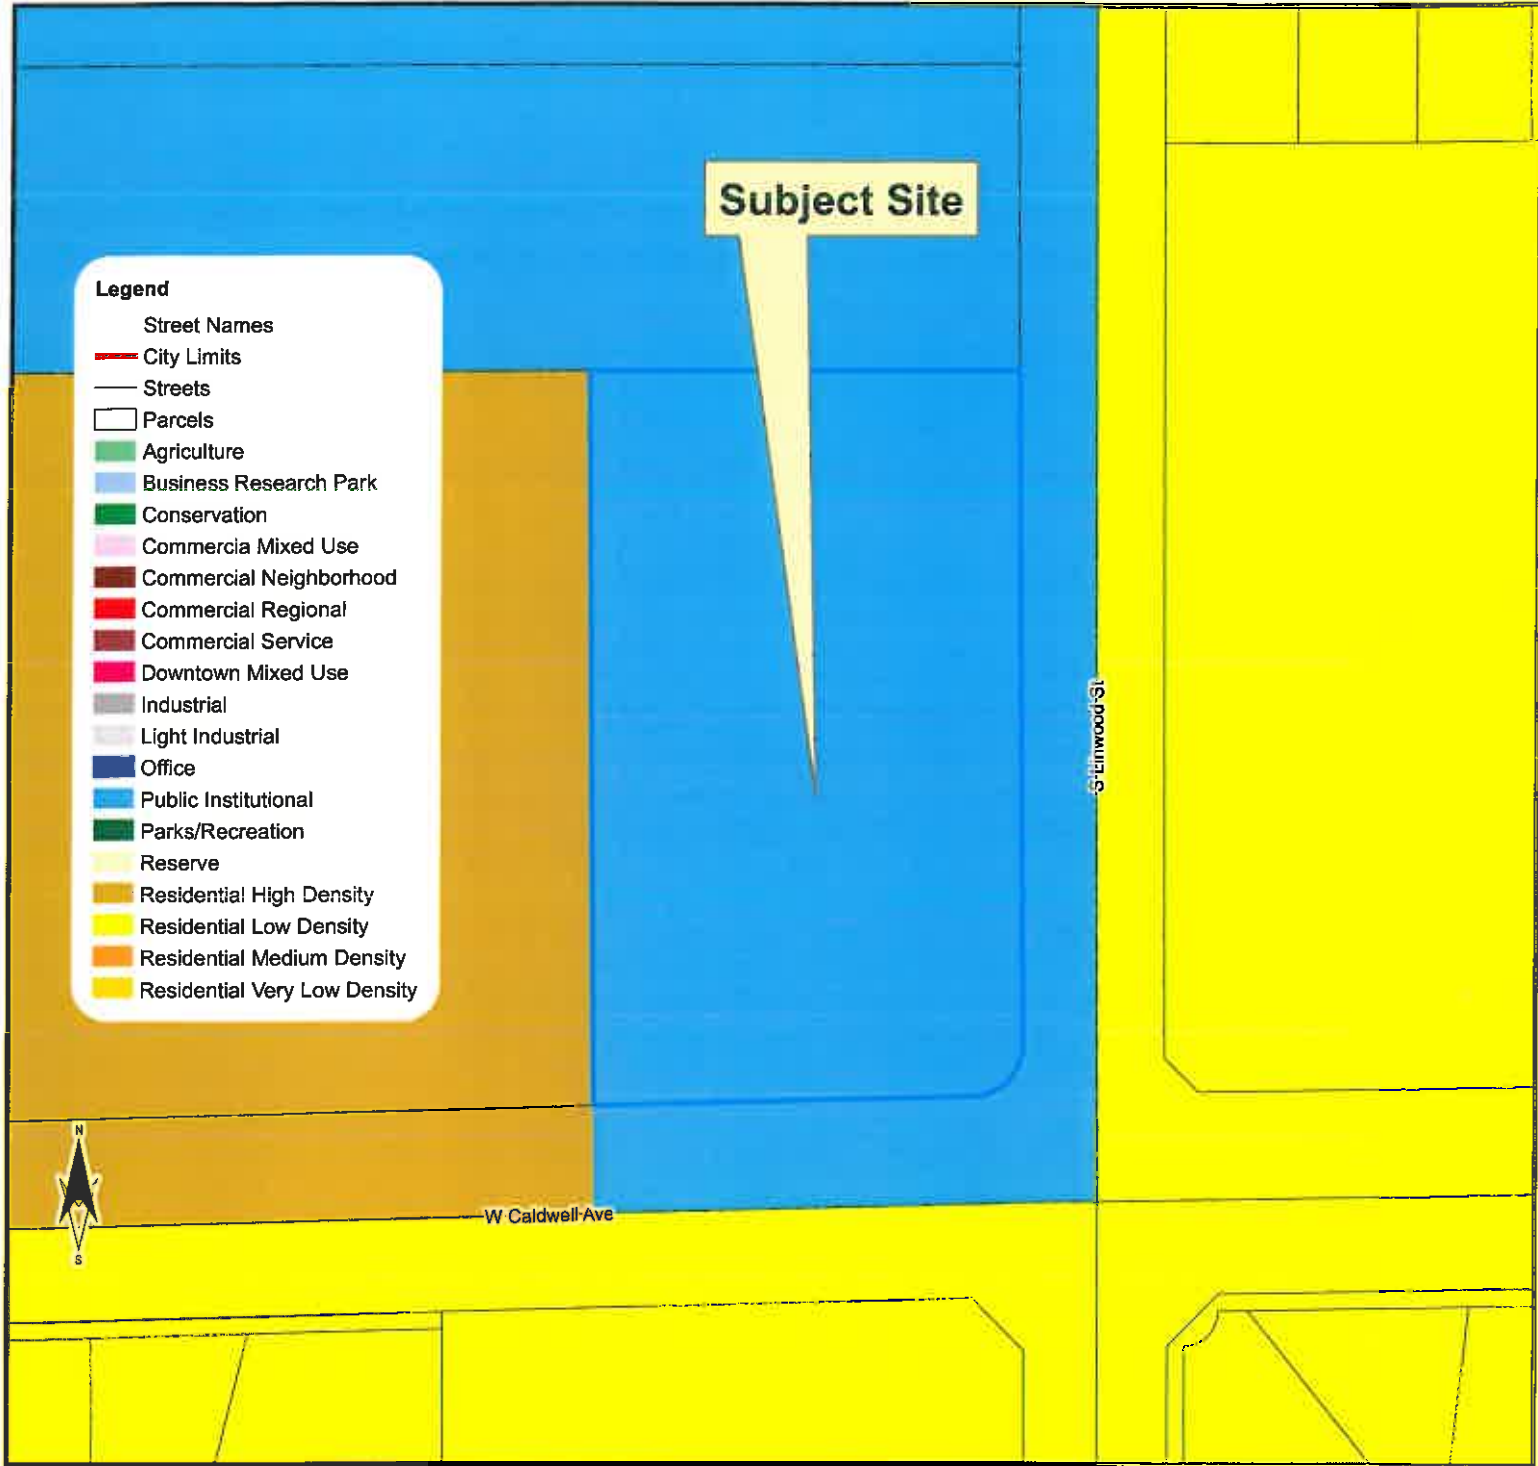 Subject Site
Legend
Street Names
City Limits
Streets
Parcels
Agriculture
Business Research Park
Conservation
Commercia Mixed Use
Commercial Neighborhood
Commercial Regional
Commercial Service
Downtown Mixed Use
Industrial
Light Industrial
Office
Public Institutional
Parks/Recreation
Reserve
Residential High Density
Residential Low Density
Residential Medium Density
Residential Very Low Density
S Linwood St
N
S
W Caldwell Ave